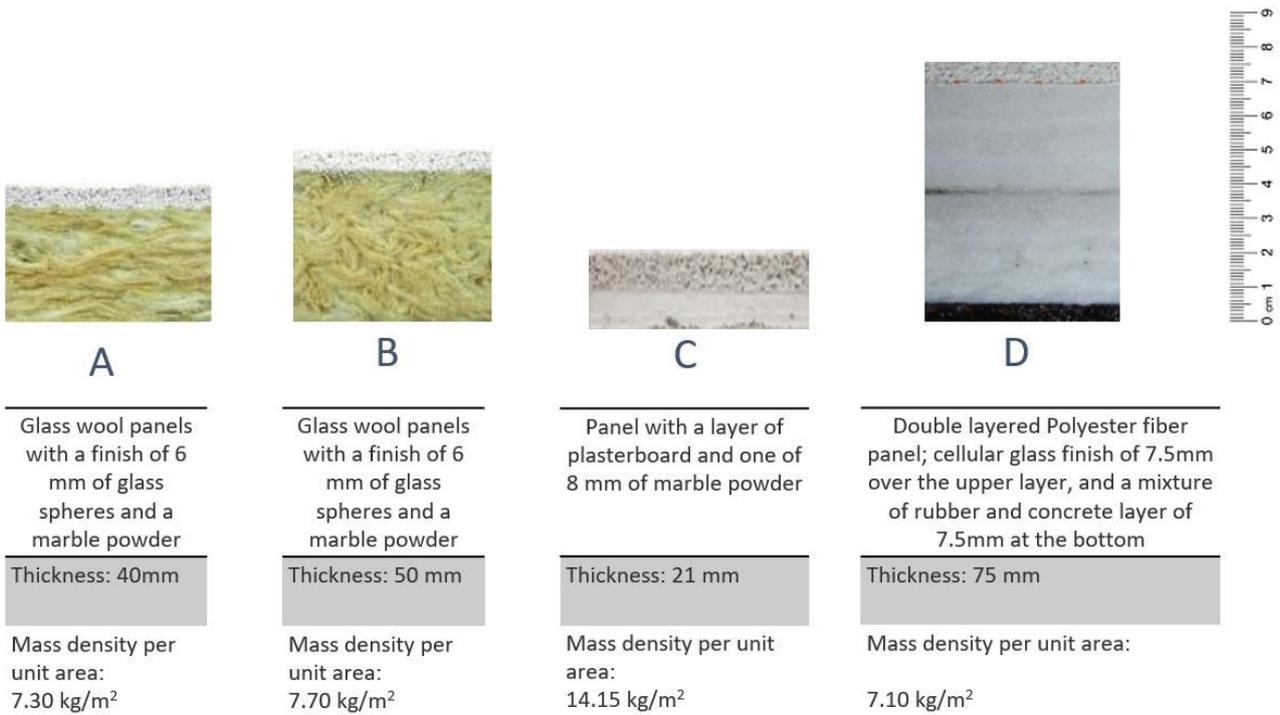 9
8
7
6
5
4
3
2
1
0 cm
A
B
C
D
Glass wool panels
with a finish of 6
mm of glass
spheres and a
marble powder
Thickness: 40mm
Mass density per
unit area:
7.30 kg/m²
Glass wool panels
with a finish of 6
mm of glass
spheres and a
marble powder
Thickness: 50 mm
Mass density per
unit area:
7.70 kg/m²
Panel with a layer of
plasterboard and one of
8 mm of marble powder
Thickness: 21 mm
Mass density per unit
area:
14.15 kg/m²
Double layered Polyester fiber
panel; cellular glass finish of 7.5mm
over the upper layer, and a mixture
of rubber and concrete layer of
7.5mm at the bottom
Thickness: 75 mm
Mass density per unit area:
7.10 kg/m²